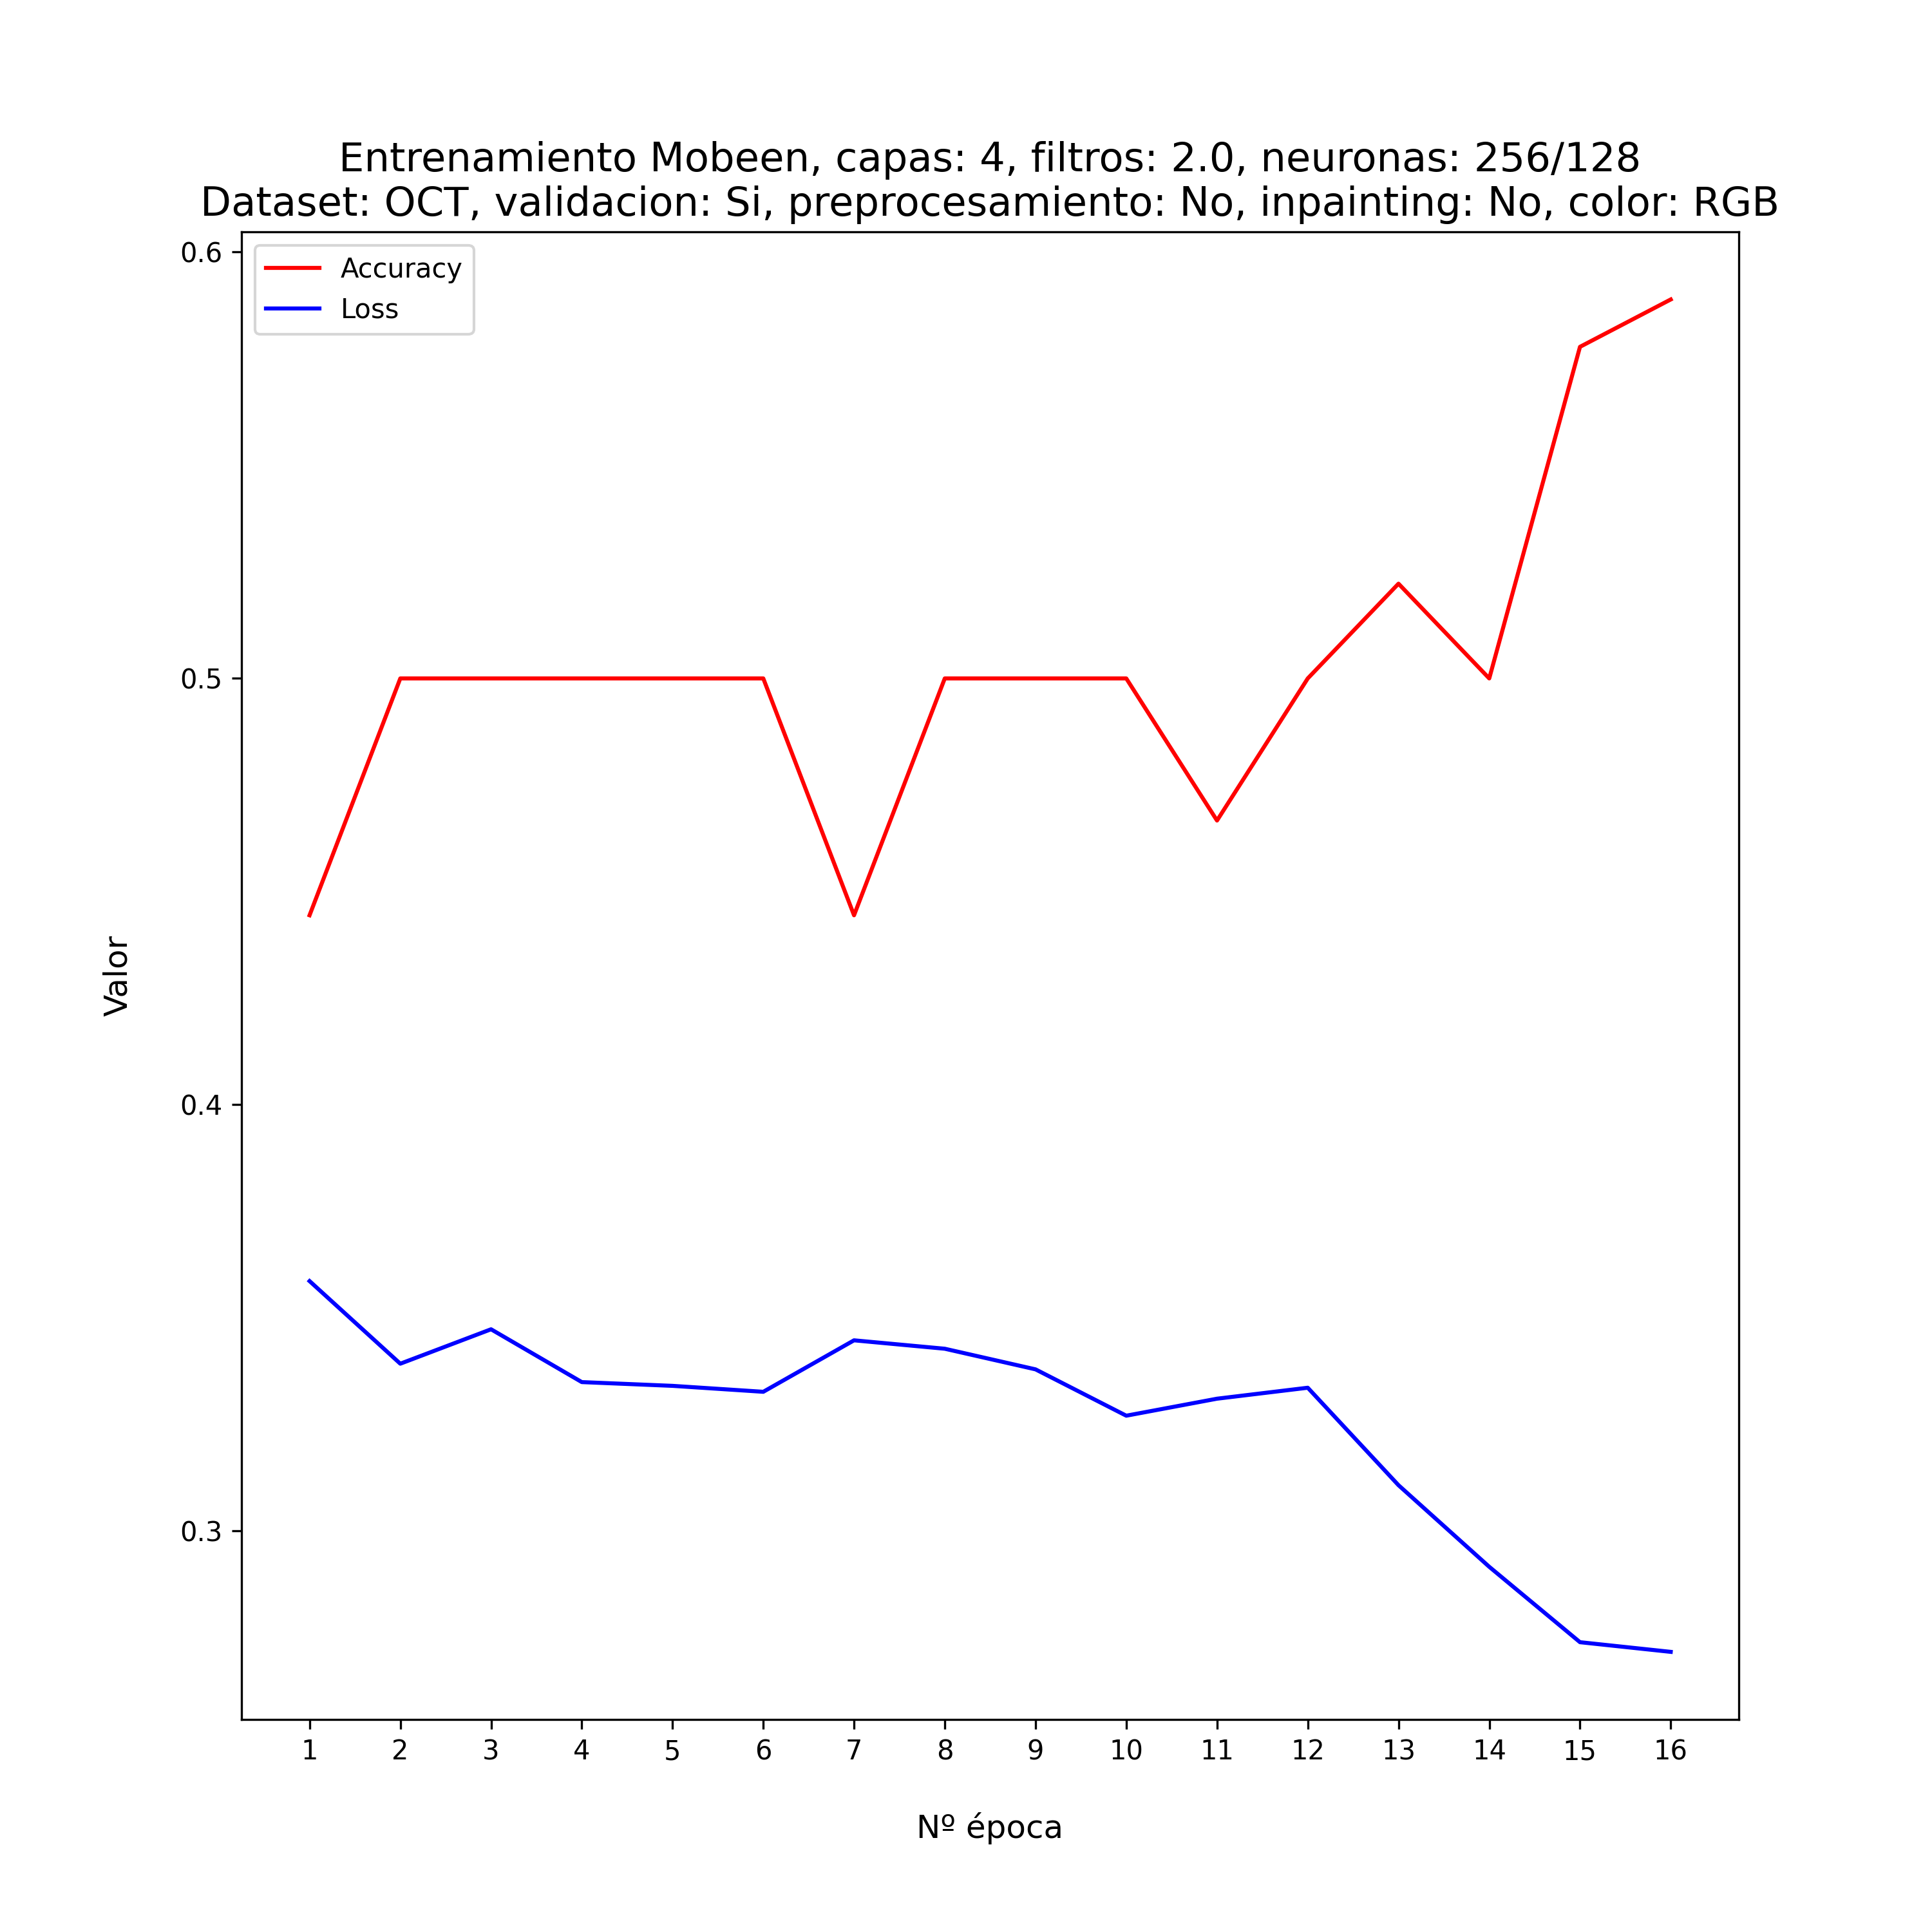 Entrenamiento Mobeen, capas: 4, filtros: 2.0, neuronas: 256/128
Dataset: OCT, validacion: Si, preprocesamiento: No, inpainting: No, color: RGB
Accuracy
Loss
0.6
0.5
0.4
0.3
Valor
1 2 3 4 5 6 7 8 9 10 11 12 13 14 15 16
Nº época